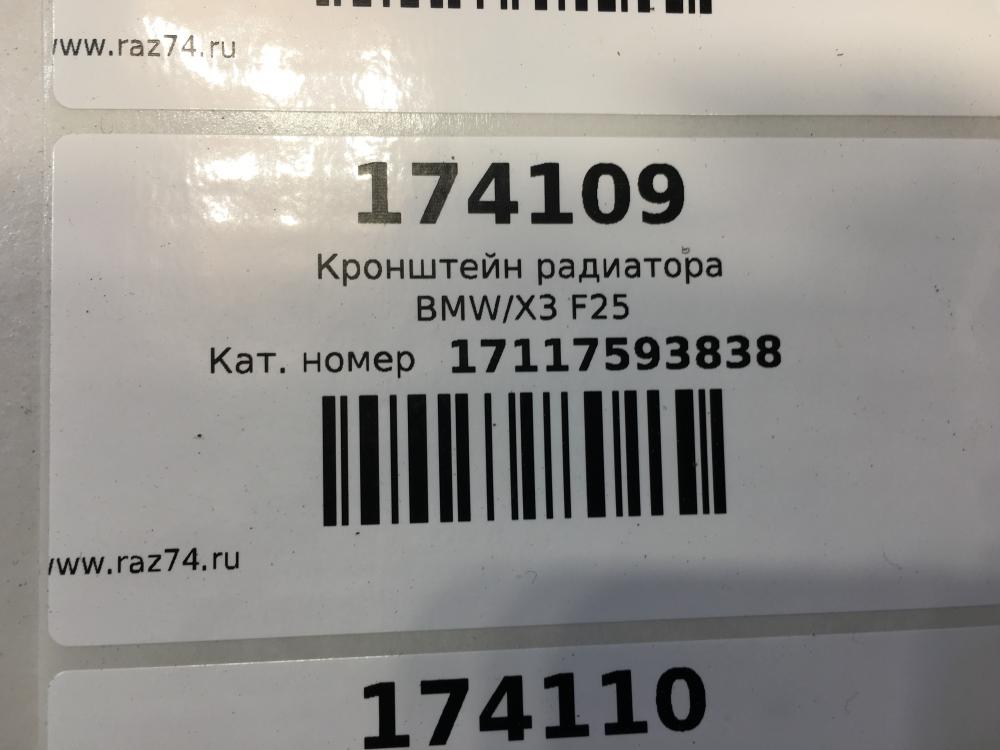 www.raz74.ru
174109
Кронштейн радиатора
BMW/X3 F25
Кат. номер 17117593838
www.raz74.ru
174110